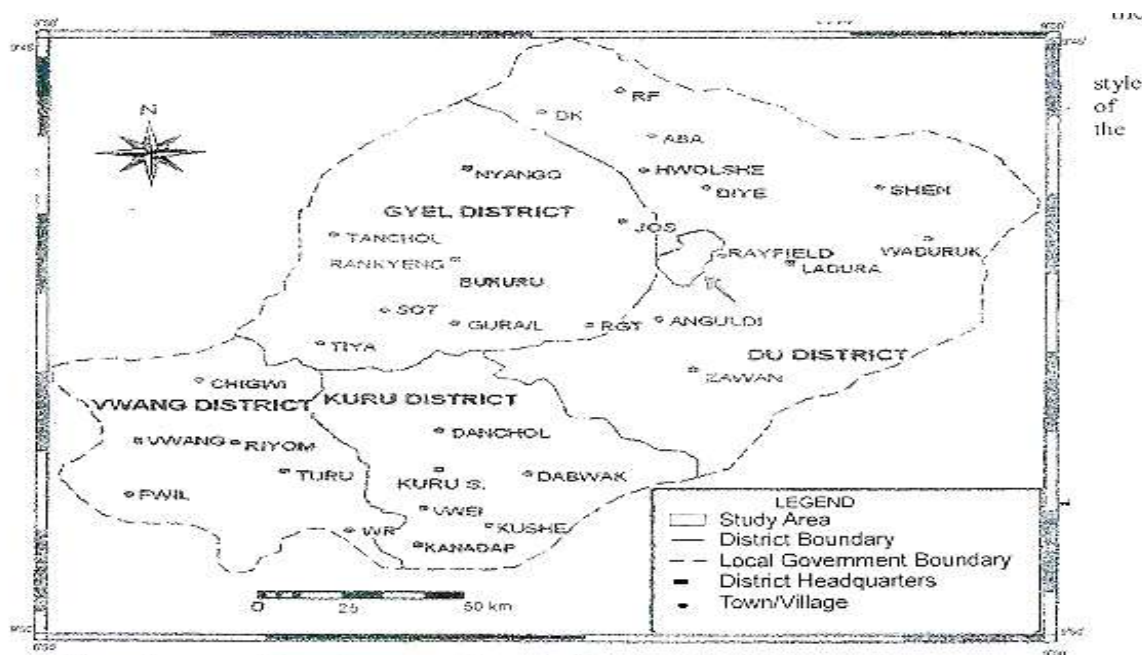 the
style
of
the
N
RF
DK
ABA
NYANGO
HWOLSHE
DIYE
SHEN
GYEL DISTRICT
JOS
TANCHOL
WADURUK
RAYFIELD
RANKYENG
LADURA
BUKURU
SOT
GURA/L
RGT
ANGULDI
TIYA
DU DISTRICT
ZAWAN
CHIGWI
VWANG DISTRICT
KURU DISTRICT
DANCHOL
VWANG
RIYOM
TURU
KURU S.
DABWAK
FWIL
VWEI
KUSHE
WR
KANADAP
LEGEND
Study Area
District Boundary
Local Government Boundary
District Headquarters
Town/Village
0 25 50 km